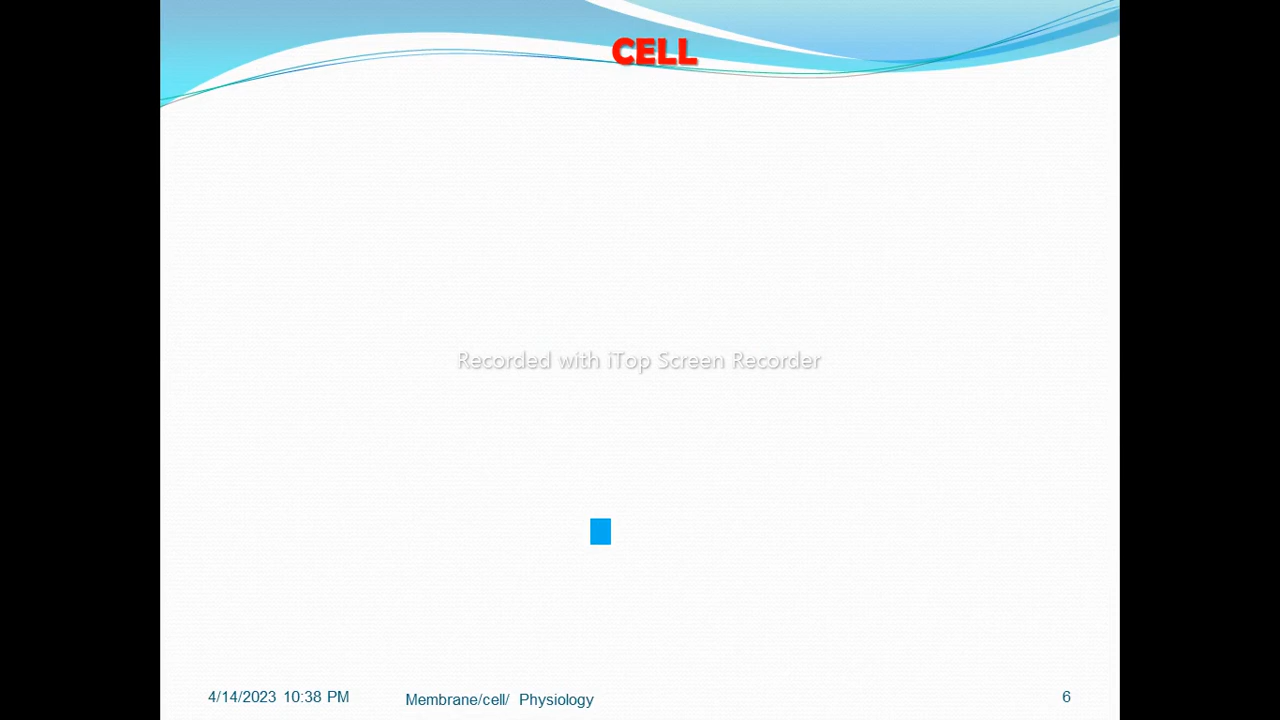 CELL
Recorded with iTop Screen Recorder
4/14/2023 10:38 PM
Membrane/cell/ Physiology
6